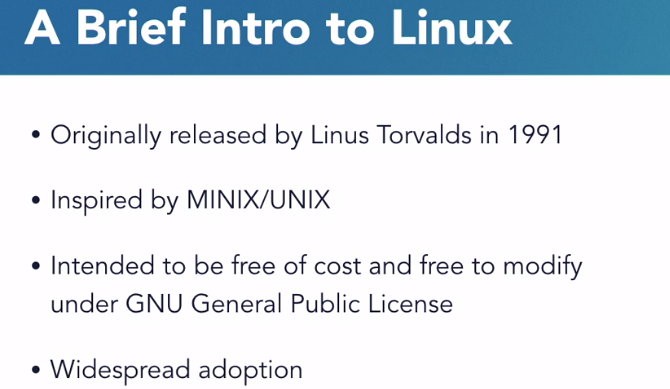 A Brief Intro to Linux
• Originally released by Linus Torvalds in 1991
• Inspired by MINIX/UNIX
• Intended to be free of cost and free to modify
under GNU General Public License
• Widespread adoption